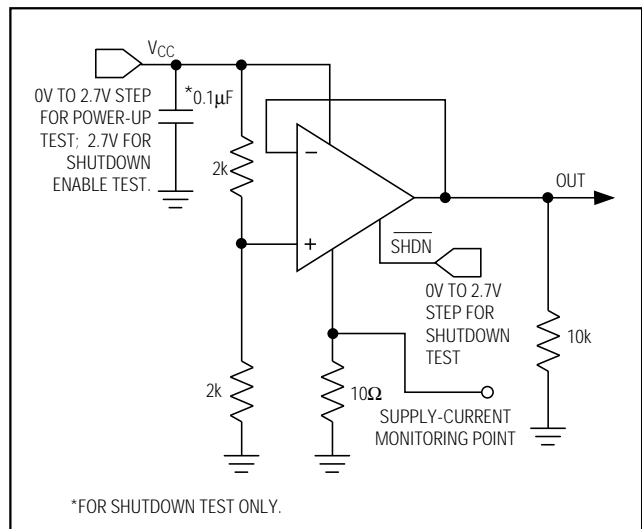 VCC
0V TO 2.7V STEP
FOR POWER-UP
TEST; 2.7V FOR
SHUTDOWN
ENABLE TEST.
*0.1µF
2k
−
+
SHDN
OUT
0V TO 2.7V
STEP FOR
SHUTDOWN
TEST
2k
10Ω
10k
SUPPLY-CURRENT
MONITORING POINT
*FOR SHUTDOWN TEST ONLY.